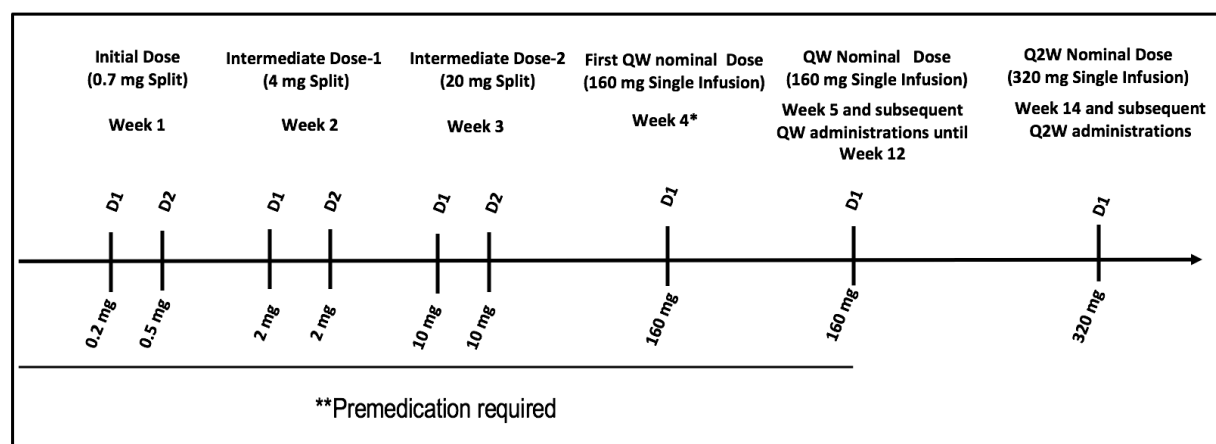 Initial Dose
(0.7 mg Split)
Week 1
Intermediate Dose-1
(4 mg Split)
Week 2
Intermediate Dose-2
(20 mg Split)
Week 3
First QW nominal Dose
(160 mg Single Infusion)
Week 4*
QW Nominal Dose
(160 mg Single Infusion)
Week 5 and subsequent
QW administrations until
Week 12
Q2W Nominal Dose
(320 mg Single Infusion)
Week 14 and subsequent
Q2W administrations
D1
D2
D1
D2
D1
D2
D1
D1
D1
0.2 mg
0.5 mg
2 mg
2 mg
10 mg
10 mg
160 mg
160 mg
320 mg
**Premedication required